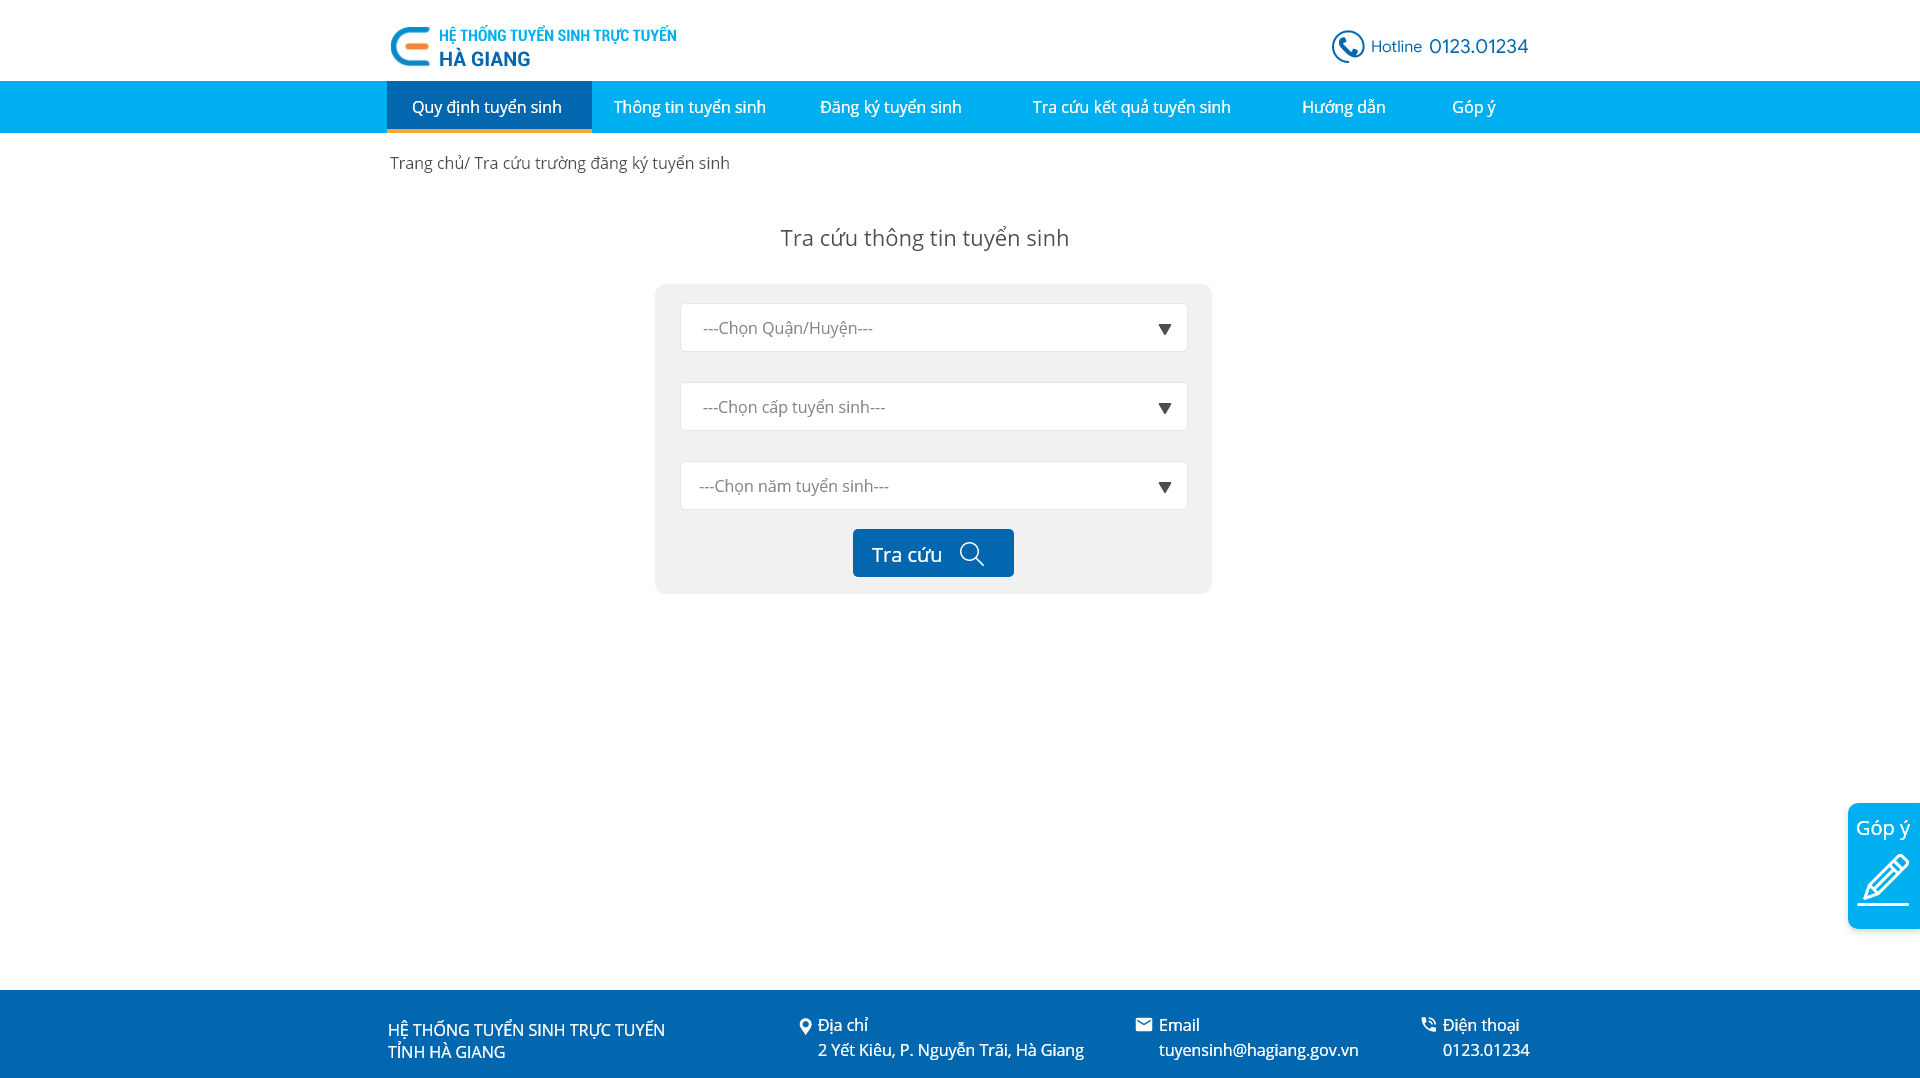 HỆ THỐNG TUYỂN SINH TRỰC TUYẾN
HÀ GIANG
Hotline 0123.01234
Quy định tuyển sinh
Thông tin tuyển sinh
Đăng ký tuyển sinh
Tra cứu kết quả tuyển sinh
Hướng dẫn
Góp ý
Trang chủ/ Tra cứu trường đăng ký tuyển sinh
Tra cứu thông tin tuyển sinh
---Chọn Quận/Huyện---
---Chọn cấp tuyển sinh---
---Chọn năm tuyển sinh---
Tra cứu
Góp ý
HỆ THỐNG TUYỂN SINH TRỰC TUYẾN
TỈNH HÀ GIANG
Địa chỉ
2 Yết Kiêu, P. Nguyễn Trãi, Hà Giang
Email
tuyensinh@hagiang.gov.vn
Điện thoại
0123.01234